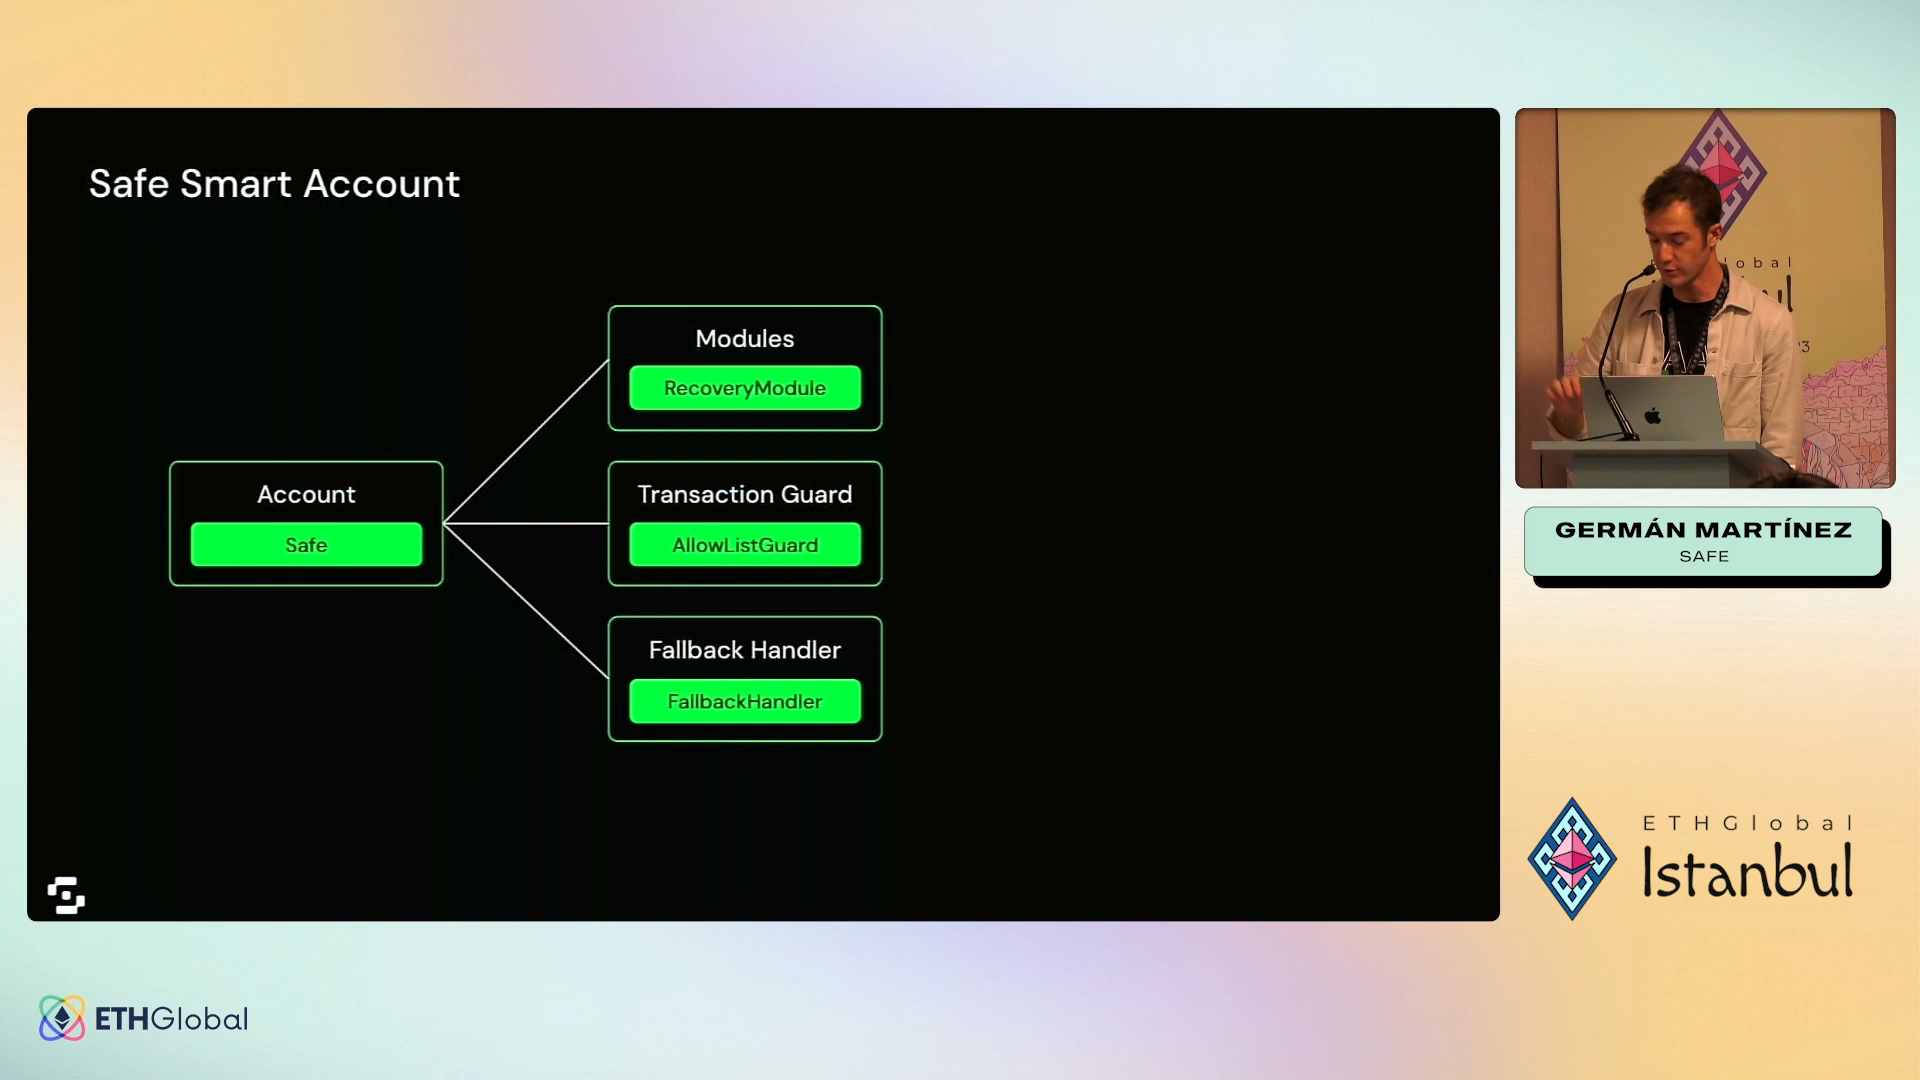 Safe Smart Account
Modules
RecoveryModule
Account
Safe
Transaction Guard
AllowListGuard
Fallback Handler
FallbackHandler
GERMÁN MARTÍNEZ
SAFE
ETHGlobal
Istanbul
ETHGlobal